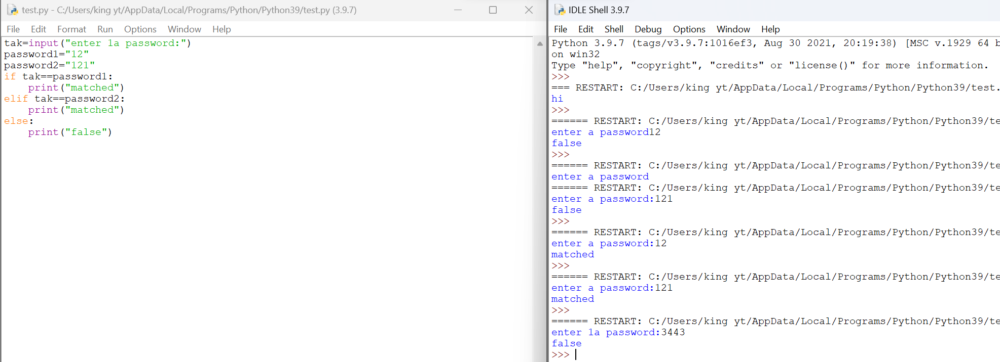 test.py - C:/Users/king yt/AppData/Local/Programs/Python/Python39/test.py (3.9.7)
File Edit Format Run Options Window Help
tak=input("enter 1a password:")
password1="12"
password2="121"
if tak==password1:
    print("matched")
elif tak==password2:
    print("matched")
else:
    print("false")
IDLE Shell 3.9.7
File Edit Shell Debug Options Window Help
Python 3.9.7 (tags/v3.9.7:1016ef3, Aug 30 2021, 20:19:38) [MSC v.1929 64 b
on win32
Type "help", "copyright", "credits" or "license()" for more information.
>>>
=== RESTART: C:/Users/king yt/AppData/Local/Programs/Python/Python39/test.
hi
>>>
====== RESTART: C:/Users/king yt/AppData/Local/Programs/Python/Python39/te
enter a password12
false
>>>
====== RESTART: C:/Users/king yt/AppData/Local/Programs/Python/Python39/te
enter a password
====== RESTART: C:/Users/king yt/AppData/Local/Programs/Python/Python39/te
enter a password:121
false
>>>
====== RESTART: C:/Users/king yt/AppData/Local/Programs/Python/Python39/te
enter a password:12
matched
>>>
====== RESTART: C:/Users/king yt/AppData/Local/Programs/Python/Python39/te
enter a password:121
matched
>>>
====== RESTART: C:/Users/king yt/AppData/Local/Programs/Python/Python39/te
enter 1a password:3443
false
>>>